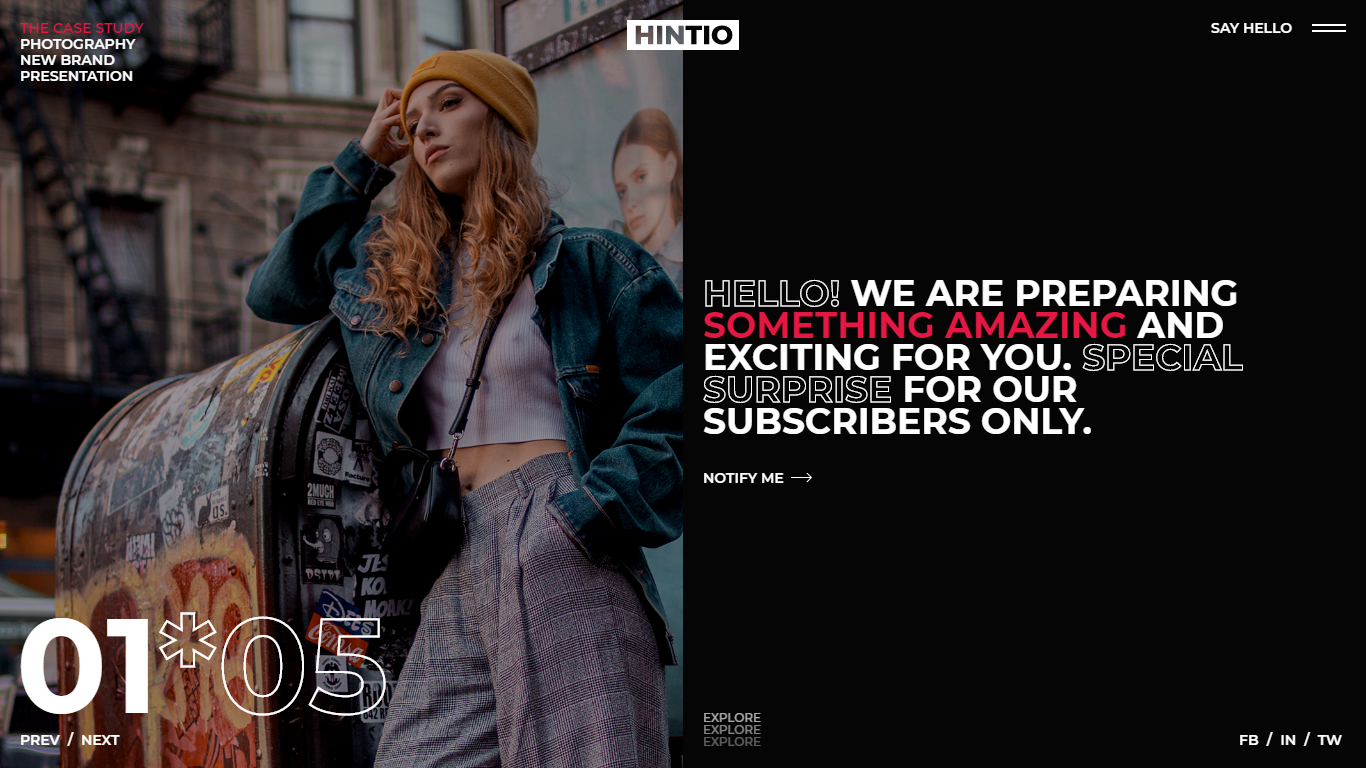 THE CASE STUDY
PHOTOGRAPHY
NEW BRAND
PRESENTATION
HINTIO
SAY HELLO
HELLO! WE ARE PREPARING
SOMETHING AMAZING AND
EXCITING FOR YOU. SPECIAL
SURPRISE FOR OUR
SUBSCRIBERS ONLY.
NOTIFY ME
2MUCH
01*05
PREV / NEXT
EXPLORE
EXPLORE
EXPLORE
FB / IN / TW